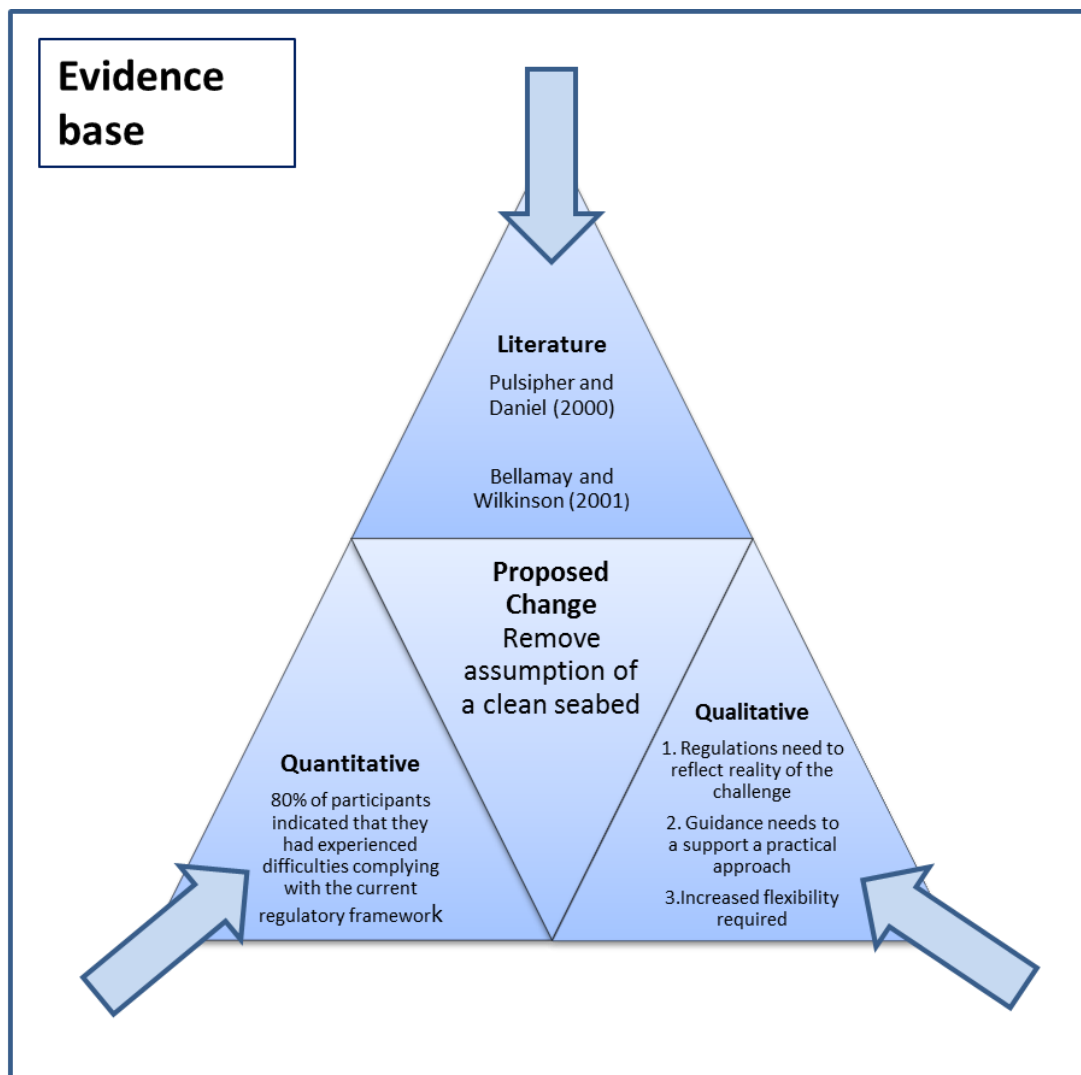 Evidence
base
Literature
Pulsipher and
Daniel (2000)
Bellamay and
Wilkinson (2001)
Proposed
Change
Remove
assumption of
a clean seabed
Quantitative
80% of participants
indicated that they
had experienced
difficulties complying
with the current
regulatory framework
Qualitative
1. Regulations need to
reflect reality of the
challenge
2. Guidance needs to
a support a practical
approach
3.Increased flexibility
required